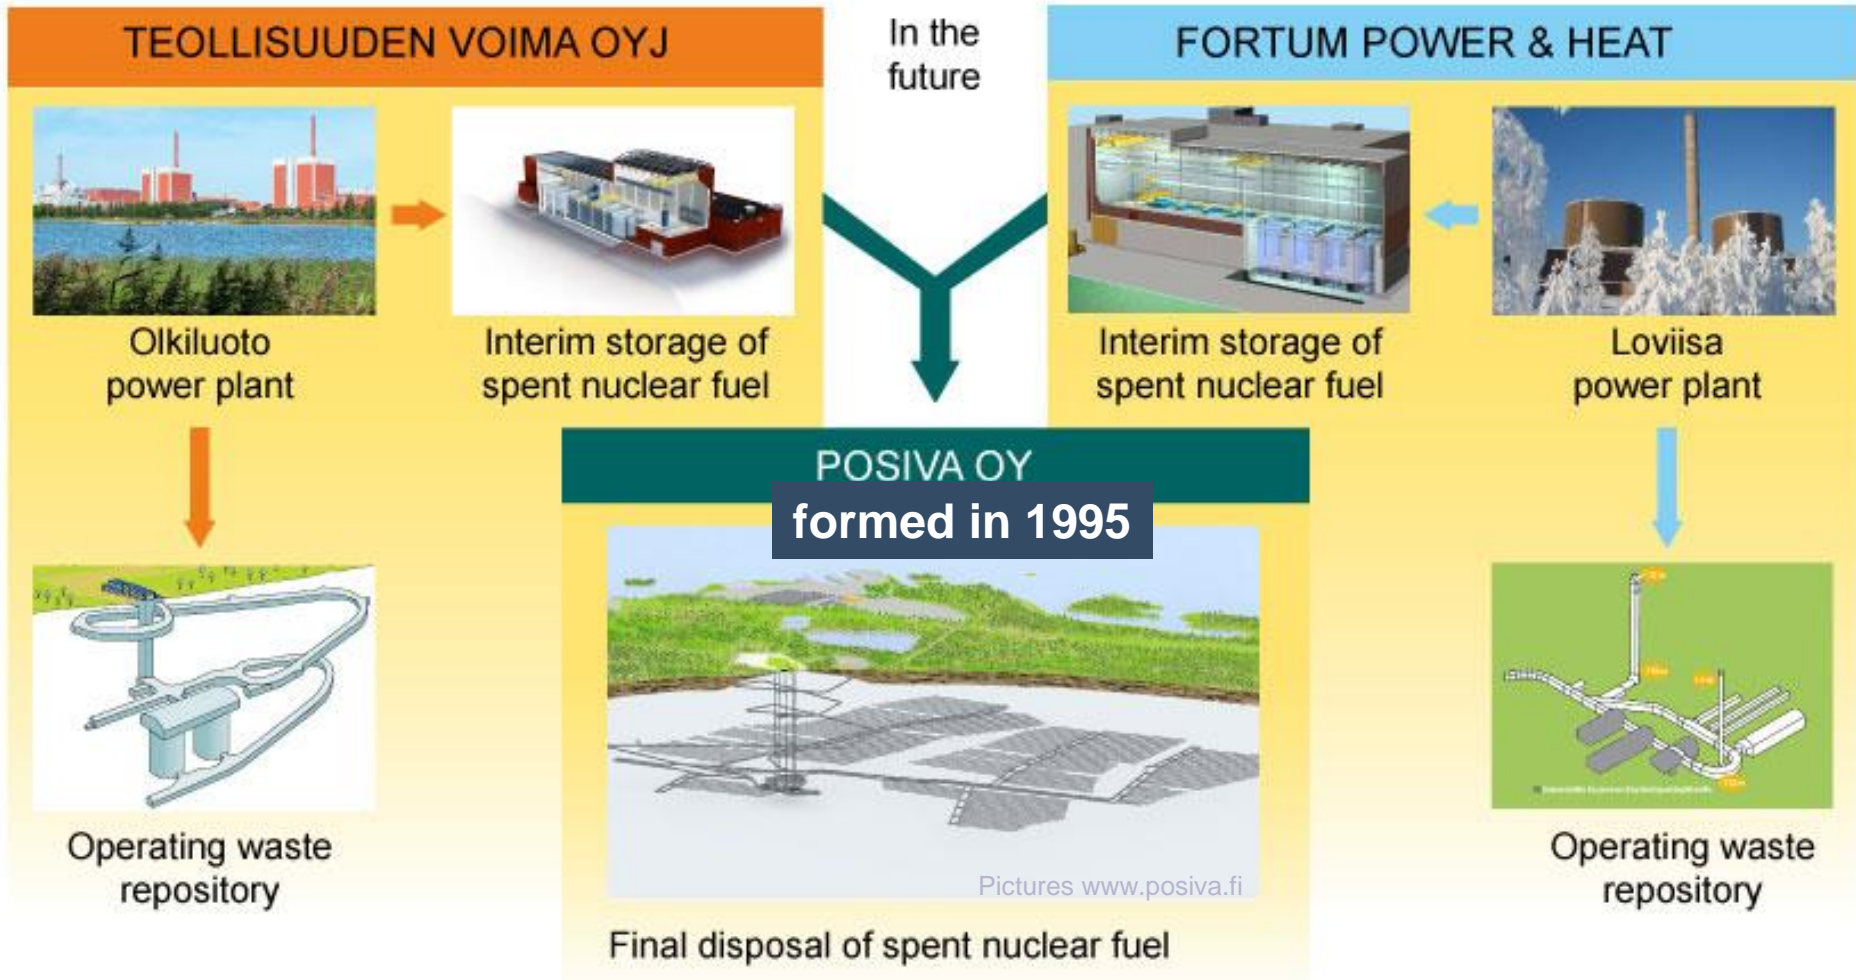 TEOLLISUUDEN VOIMA OYJ
In the
future
FORTUM POWER & HEAT
Olkiluoto
power plant
Interim storage of
spent nuclear fuel
Interim storage of
spent nuclear fuel
Loviisa
power plant
POSIVA OY
formed in 1995
Operating waste
repository
Pictures www.posiva.fi
Final disposal of spent nuclear fuel
Operating waste
repository